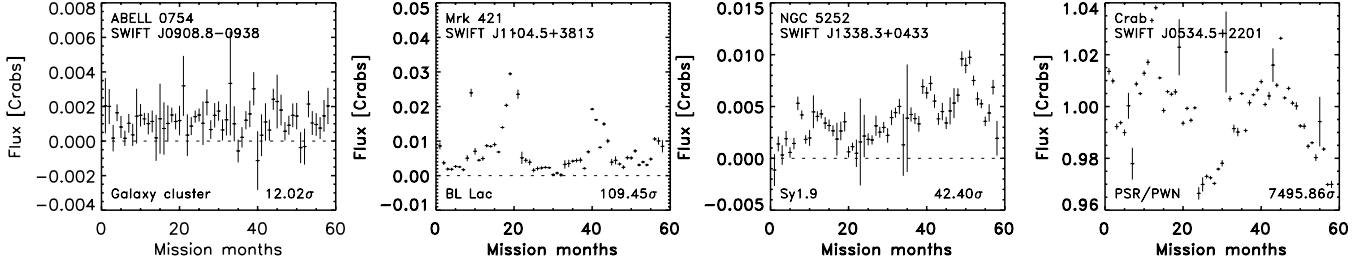 ABELL 0754
SWIFT J0908.8-0938
Flux [Crabs]
0.008
0.006
0.004
0.002
0.000
-0.002
-0.004
Galaxy cluster 12.02σ
0 20 40 60
Mission months
Mrk 421
SWIFT J1104.5+3813
Flux [Crabs]
0.05
0.04
0.03
0.02
0.01
0.00
-0.01
BL Lac 109.45σ
0 20 40 60
Mission months
NGC 5252
SWIFT J1338.3+0433
Flux [Crabs]
0.015
0.010
0.005
0.000
-0.005
Sy1.9 42.40σ
0 20 40 60
Mission months
Crab
SWIFT J0534.5+2201
Flux [Crabs]
1.04
1.02
1.00
0.98
0.96
PSR/PWN 7495.86σ
0 20 40 60
Mission months